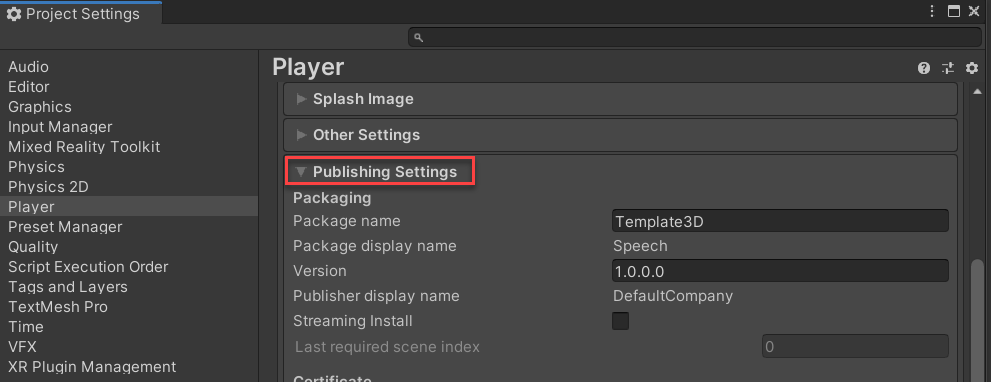 Project Settings
Audio
Editor
Graphics
Input Manager
Mixed Reality Toolkit
Physics
Physics 2D
Player
Preset Manager
Quality
Script Execution Order
Tags and Layers
TextMesh Pro
Time
VFX
XR Plugin Management
Player
Splash Image
Other Settings
Publishing Settings
Packaging
Package name Template3D
Package display name Speech
Version 1.0.0.0
Publisher display name DefaultCompany
Streaming Install
Last required scene index 0
Certificate